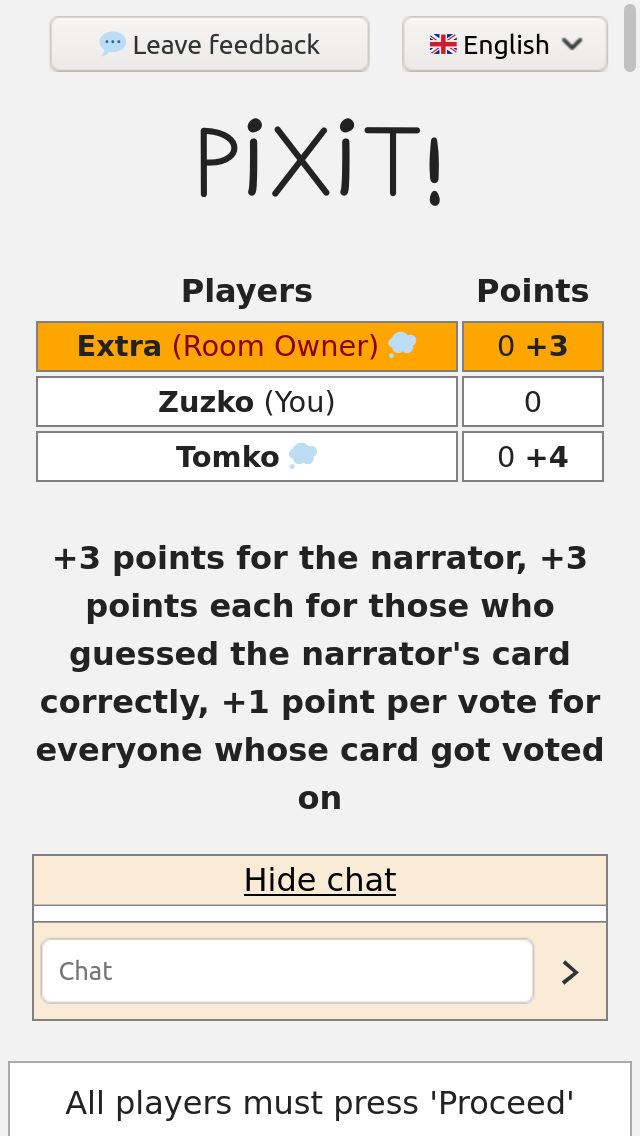 Leave feedback
English
PiXiT!
Players Points
Extra (Room Owner) 0 +3
Zuzko (You) 0
Tomko 0 +4
+3 points for the narrator, +3
points each for those who
guessed the narrator's card
correctly, +1 point per vote for
everyone whose card got voted
on
Hide chat
Chat
All players must press 'Proceed'